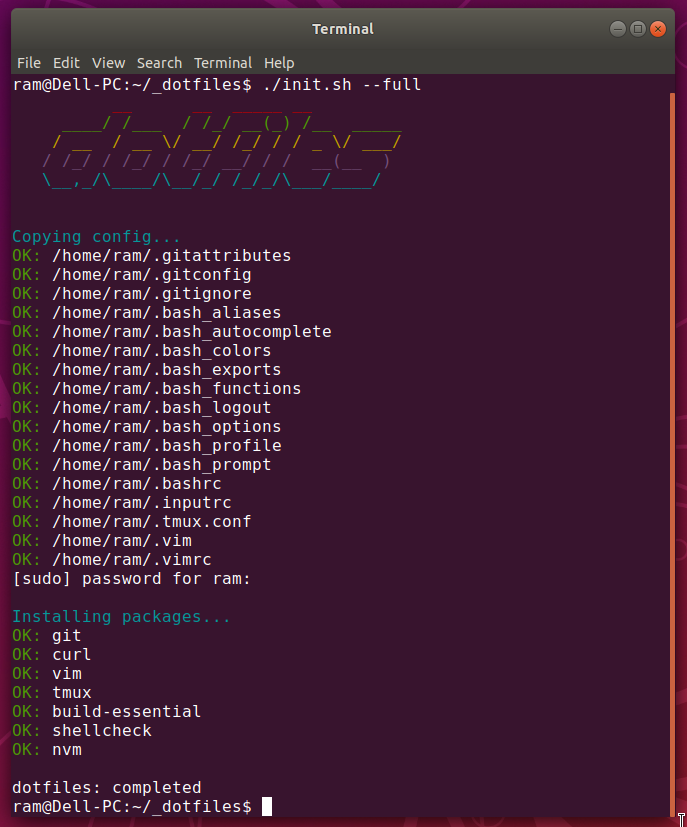 Terminal
File Edit View Search Terminal Help
ram@Dell-PC:~/_dotfiles$ ./init.sh --full
dotfiles
Copying config...
OK: /home/ram/.gitattributes
OK: /home/ram/.gitconfig
OK: /home/ram/.gitignore
OK: /home/ram/.bash_aliases
OK: /home/ram/.bash_autocomplete
OK: /home/ram/.bash_colors
OK: /home/ram/.bash_exports
OK: /home/ram/.bash_functions
OK: /home/ram/.bash_logout
OK: /home/ram/.bash_options
OK: /home/ram/.bash_profile
OK: /home/ram/.bash_prompt
OK: /home/ram/.bashrc
OK: /home/ram/.inputrc
OK: /home/ram/.tmux.conf
OK: /home/ram/.vim
OK: /home/ram/.vimrc
[sudo] password for ram:
Installing packages...
OK: git
OK: curl
OK: vim
OK: tmux
OK: build-essential
OK: shellcheck
OK: nvm
dotfiles: completed
ram@Dell-PC:~/_dotfiles$